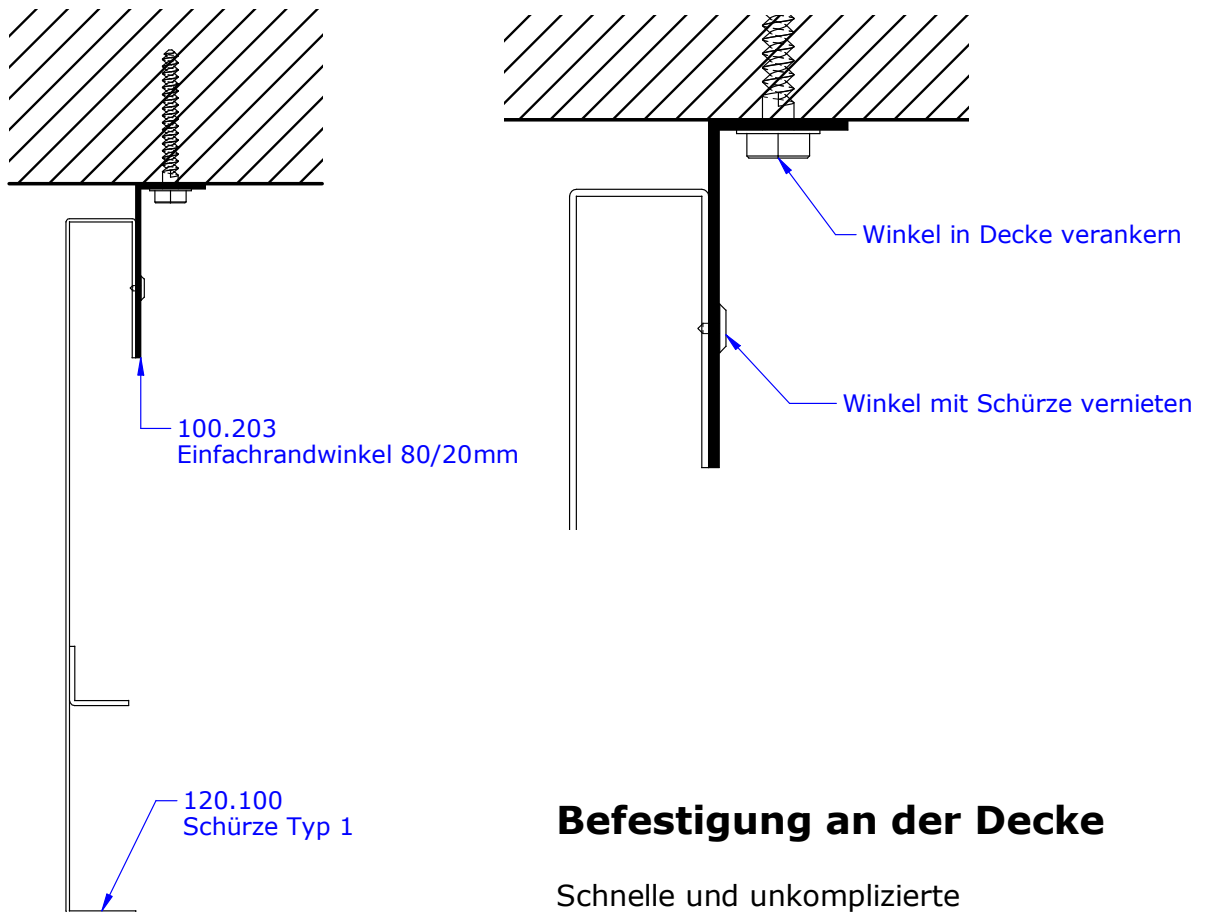 Winkel in Decke verankern
Winkel mit Schürze vernieten
100.203
Einfachrandwinkel 80/20mm
120.100
Schürze Typ 1
Befestigung an der Decke
Schnelle und unkomplizierte